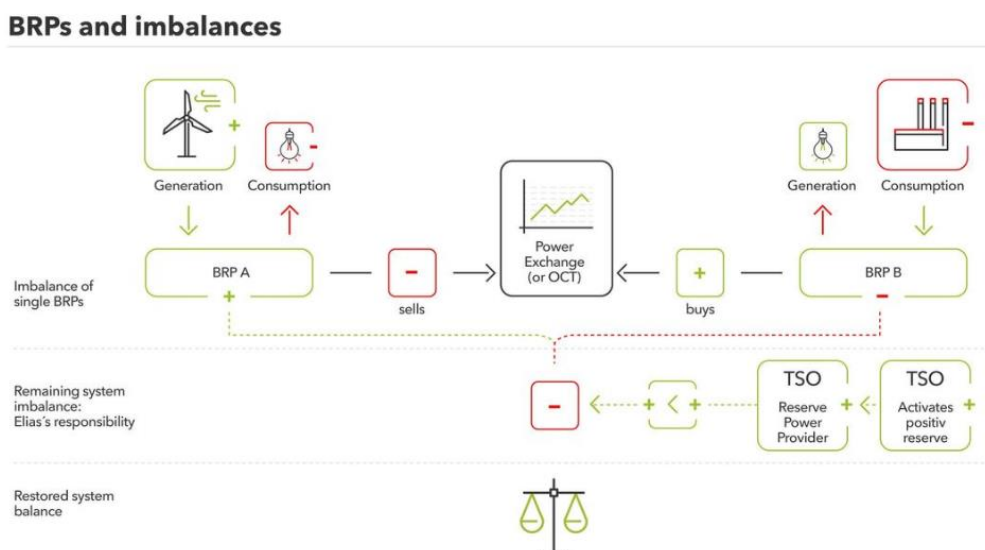 BRPs and imbalances
Generation
Consumption
Generation
Consumption
Power
Exchange
(or OCT)
BRP A
BRP B
sells
buys
Imbalance of
single BRPs
Remaining system
imbalance:
Elias´s responsibility
TSO
Reserve
Power
Provider
TSO
Activates
positiv
reserve
Restored system
balance